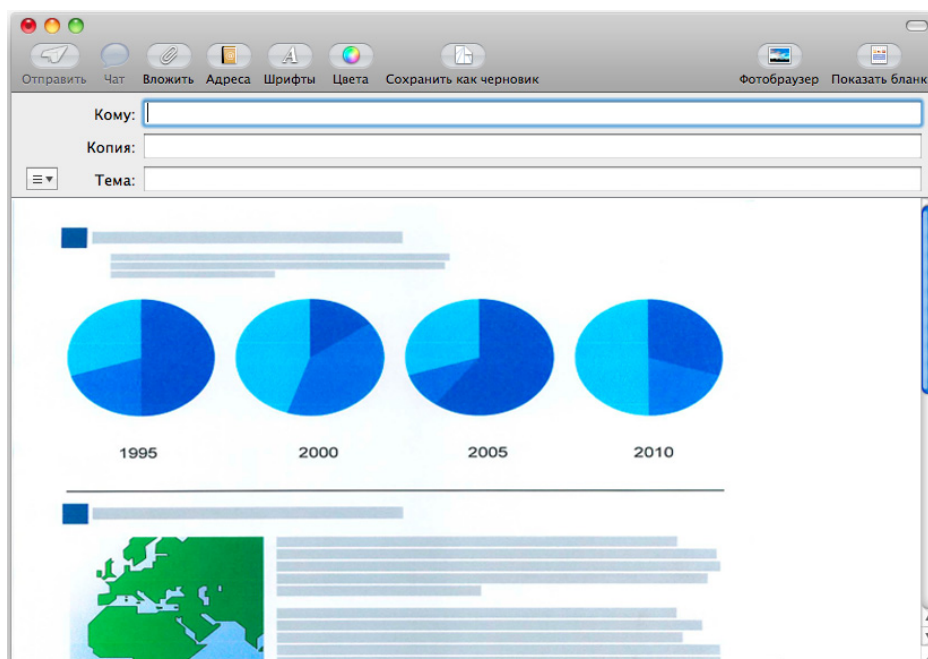 Отправить Чат Вложить Адреса Шрифты Цвета Сохранить как черновик Фотобраузер Показать бланк
Кому:
Копия:
Тема:
1995 2000 2005 2010